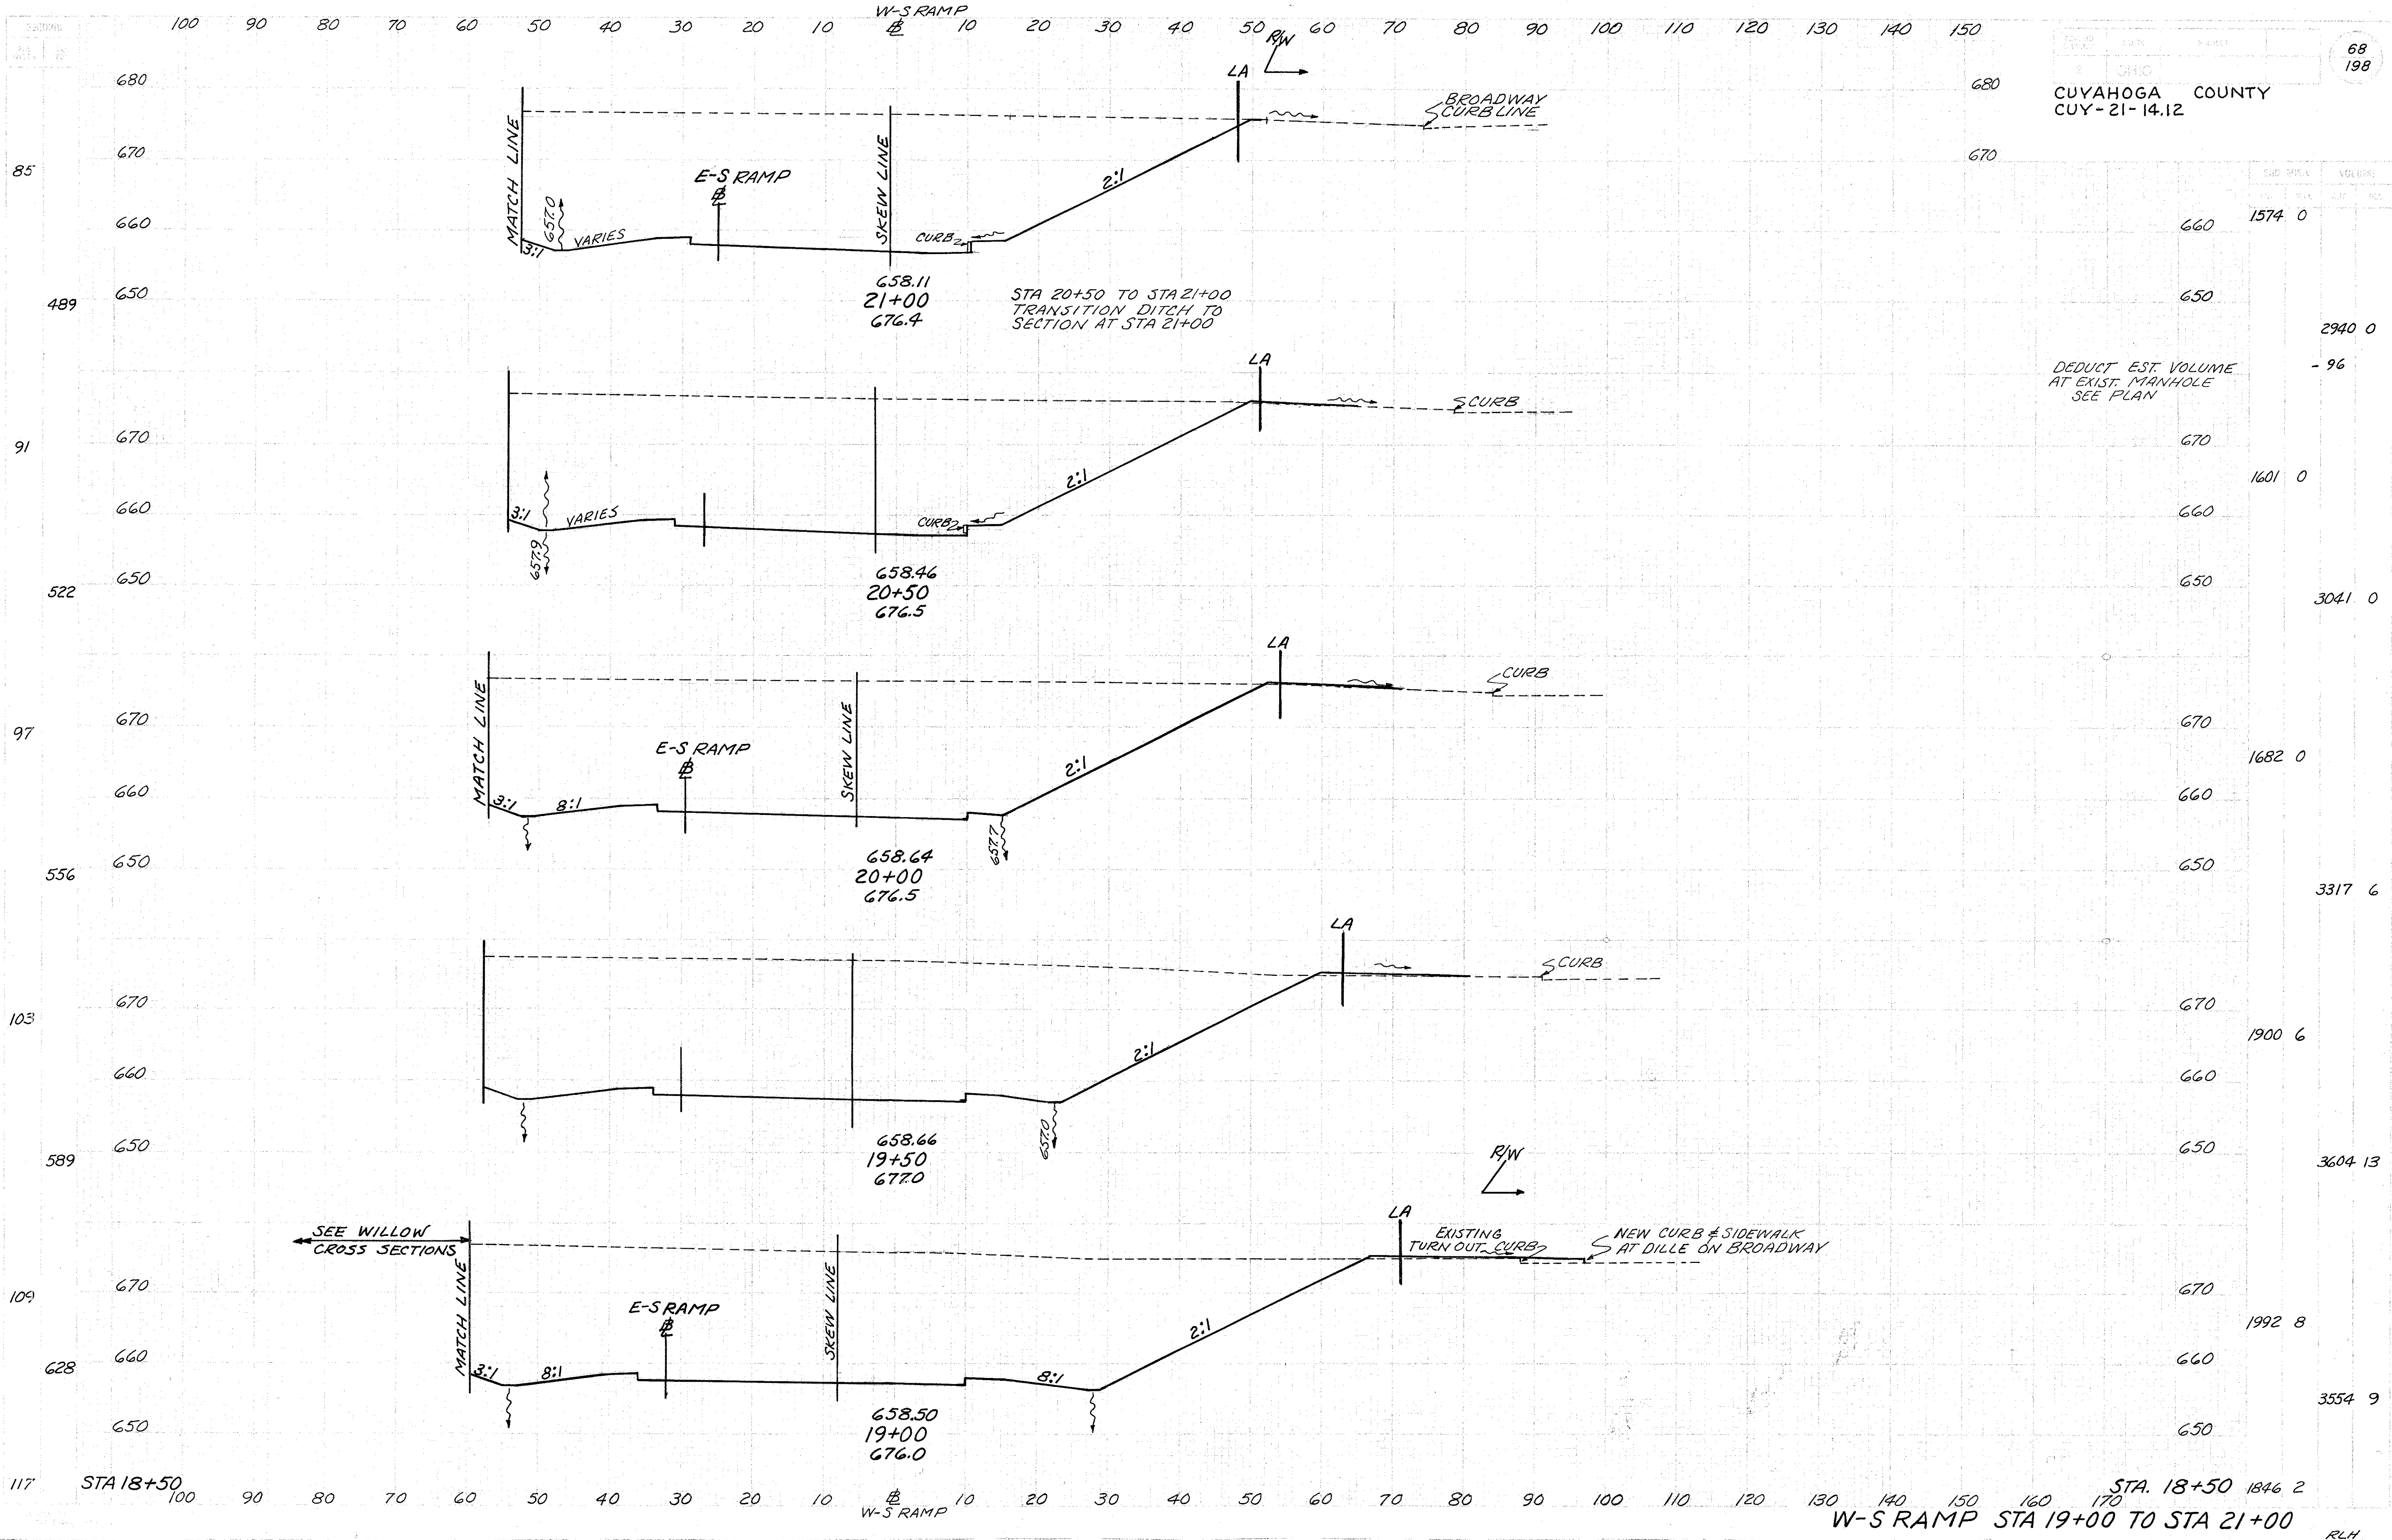 W-S RAMP
100 90 80 70 60 50 40 30 20 10 ℄ 10 20 30 40 50 60 70 80 90 100 110 120 130 140 150
68
198
CUYAHOGA COUNTY
CUY-21-14.12
R/W
LA
680
680
BROADWAY
CURB LINE
MATCH LINE
SKEW LINE
670
670
85
E-S RAMP
2:1
END AREA VOLUME
657.0
660
660
1574 0
VARIES
CURB
3:1
658.11
21+00
676.4
STA 20+50 TO STA 21+00
TRANSITION DITCH TO
SECTION AT STA 21+00
489
650
650
2940 0
LA
DEDUCT EST. VOLUME
AT EXIST. MANHOLE
SEE PLAN
- 96
CURB
91
670
670
2:1
1601 0
660
660
3:1
VARIES
CURB
657.9
658.46
20+50
676.5
522
650
650
3041 0
LA
CURB
MATCH LINE
SKEW LINE
97
670
670
E-S RAMP
2:1
1682 0
660
660
3:1
8:1
657.7
658.64
20+00
676.5
556
650
650
3317 6
LA
CURB
103
670
670
2:1
1900 6
660
660
657.0
658.66
19+50
677.0
589
650
650
R/W
3604 13
LA
SEE WILLOW
CROSS SECTIONS
EXISTING
TURN OUT CURB
NEW CURB & SIDEWALK
AT DILLE ON BROADWAY
MATCH LINE
SKEW LINE
109
670
670
E-S RAMP
2:1
1992 8
628
660
660
3:1
8:1
8:1
658.50
19+00
676.0
650
650
3554 9
117
STA 18+50
STA. 18+50
1846 2
100 90 80 70 60 50 40 30 20 10 ℄ 10 20 30 40 50 60 70 80 90 100 110 120 130 140 150 160 170
W-S RAMP
W-S RAMP STA 19+00 TO STA 21+00
RLH